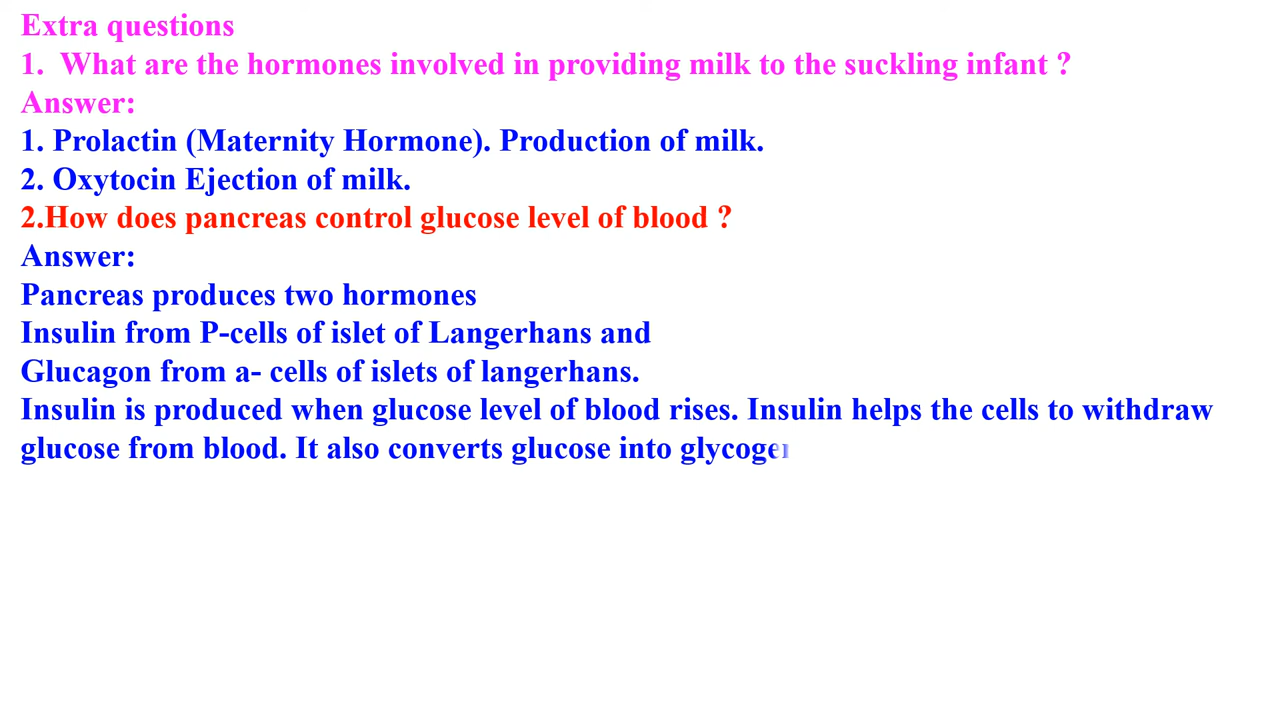 Extra questions
1.  What are the hormones involved in providing milk to the suckling infant ?
Answer:
1. Prolactin (Maternity Hormone). Production of milk.
2. Oxytocin Ejection of milk.
2.How does pancreas control glucose level of blood ?
Answer:
Pancreas produces two hormones
Insulin from P-cells of islet of Langerhans and
Glucagon from a- cells of islets of langerhans.
Insulin is produced when glucose level of blood rises. Insulin helps the cells to withdraw
glucose from blood. It also converts glucose into glycogen